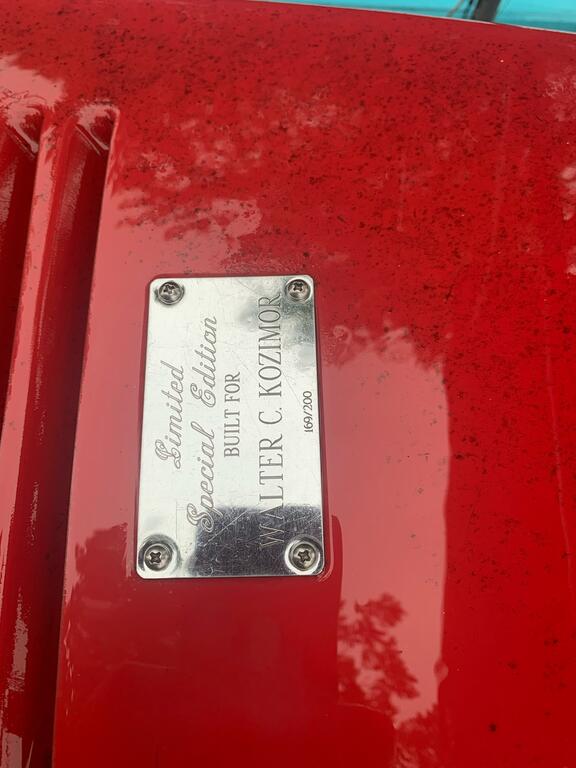 Limited
Special Edition
BUILT FOR
WALTER C. KOZIMOR
169/200